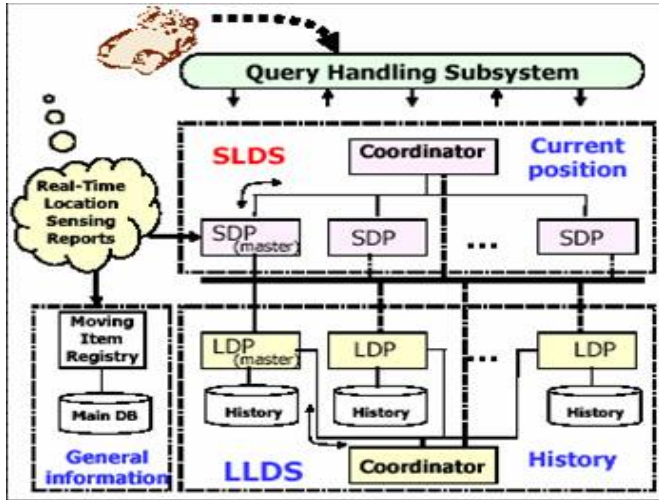 Query Handling Subsystem
SLDS
Coordinator
Current
position
Real-Time
Location
Sensing
Reports
SDP
(master)
SDP
...
SDP
Moving
Item
Registry
Main DB
General
information
LDP
(master)
LDP
...
LDP
History
History
History
LLDS
Coordinator
History